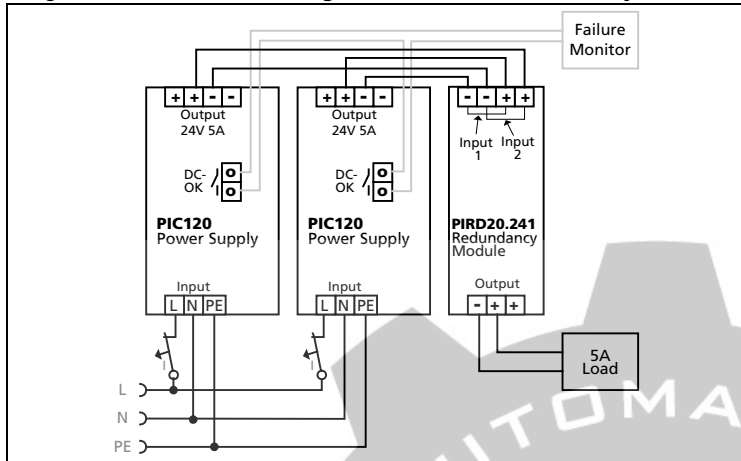 Failure
Monitor
+ + - -
+ + - -
- - + +
Output
24V 5A
Output
24V 5A
Input
1
Input
2
DC-
OK
DC-
OK
PIC120
Power Supply
PIC120
Power Supply
PIRD20.241
Redundancy
Module
Input
L N PE
Input
L N PE
Output
- + +
I
I
5A
Load
L
N
PE
UTOMA